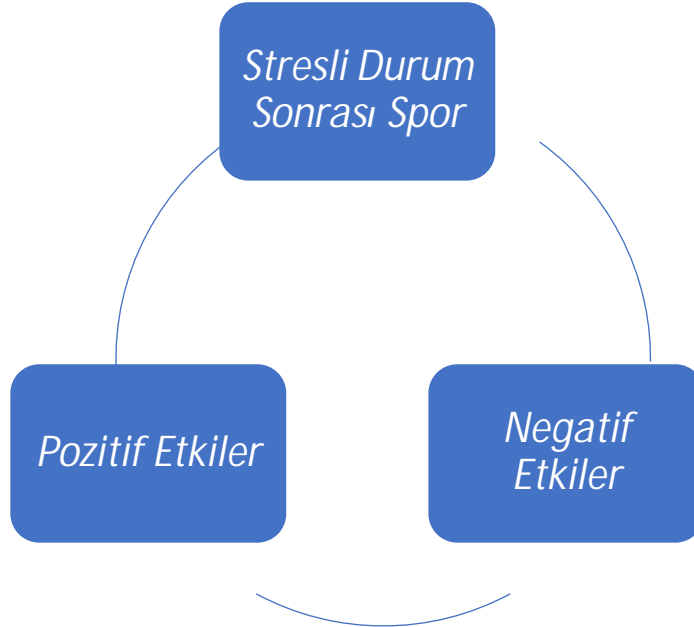 Stresli Durum
Sonrası Spor
Pozitif Etkiler
Negatif
Etkiler